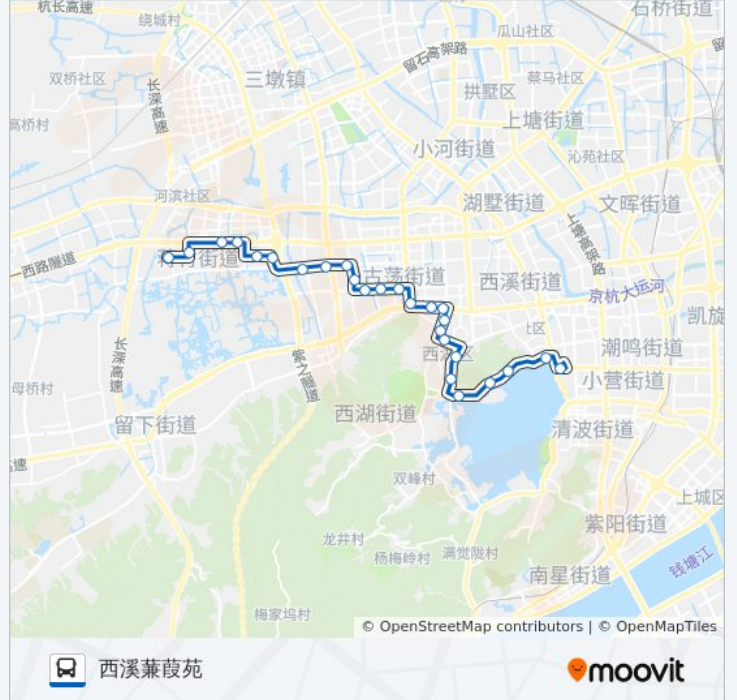 杭长高速
绕城村
石桥街道
瓜山社区
留石高架路
留
双桥社区
三墩镇
蔡马社区
长深高速
拱墅区
上塘街道
高桥村
小河街道
沁苑社区
河滨社区
湖墅街道
文晖街道
上塘高架路
街道
一西路隧道
古荡街道
西溪街道
京杭大运河
凯旋
长深高速
社区
潮鸣街道
西湖区
紫之隧道
小营街道
母桥村
留下街道
西湖街道
清波街道
高速
双峰村
上城区
紫阳街道
龙井村
杨梅岭村
满觉陇村
南星街道
钱塘江
梅家坞村
© OpenStreetMap contributors | © OpenMapTiles
西溪蒹葭苑
moovit